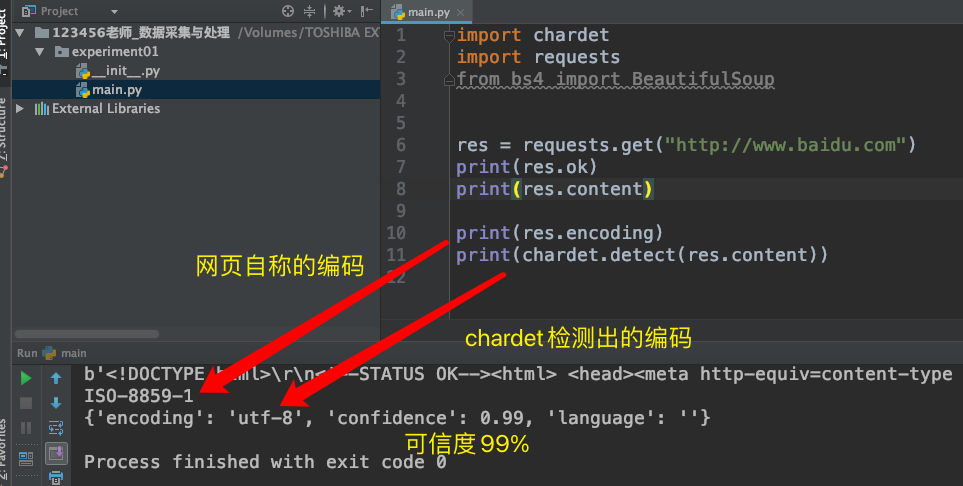 1: Project
Project
main.py
123456老师_数据采集与处理 /Volumes/TOSHIBA EX
experiment01
__init__.py
main.py
External Libraries
Z: Structure
1 import chardet
2 import requests
3 from bs4 import BeautifulSoup
4
5
6 res = requests.get("http://www.baidu.com")
7 print(res.ok)
8 print(res.content)
9
10 print(res.encoding)
11 print(chardet.detect(res.content))
12
网页自称的编码
chardet检测出的编码
Run main
b'<!DOCTYPE html>\r\n<!--STATUS OK--><html> <head><meta http-equiv=content-type
ISO-8859-1
{'encoding': 'utf-8', 'confidence': 0.99, 'language': ''}
可信度99%
Process finished with exit code 0
2: Favorites